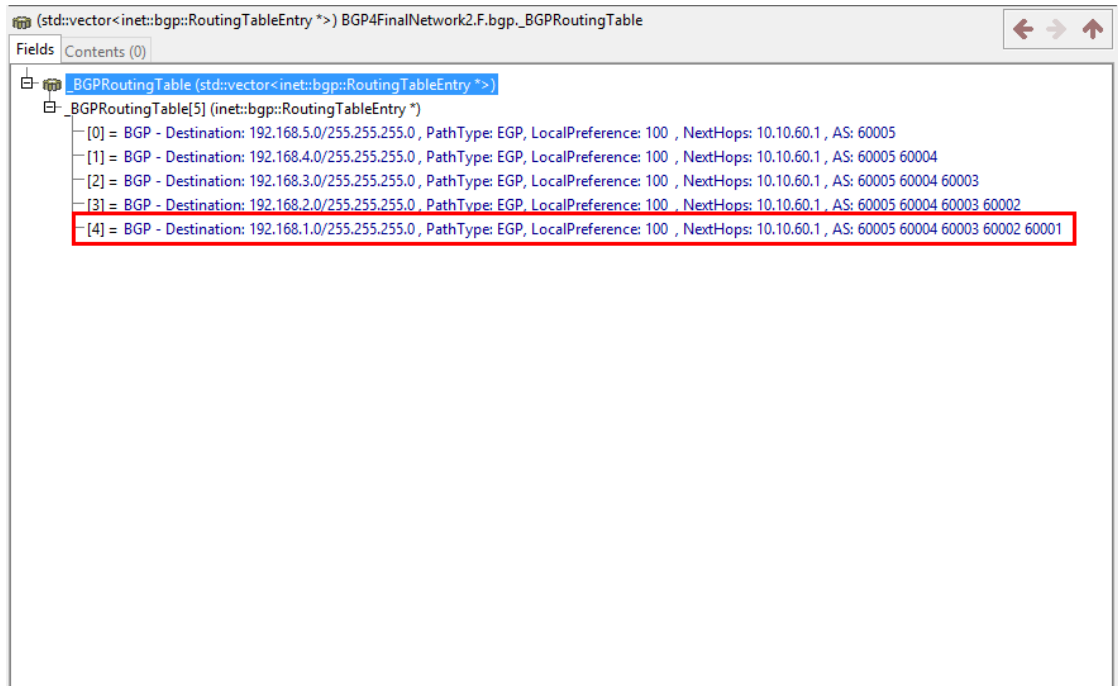 (std::vector<inet::bgp::RoutingTableEntry *>) BGP4FinalNetwork2.F.bgp._BGPRoutingTable
Fields Contents (0)
_BGPRoutingTable (std::vector<inet::bgp::RoutingTableEntry *>)
_BGPRoutingTable[5] (inet::bgp::RoutingTableEntry *)
[0] = BGP - Destination: 192.168.5.0/255.255.255.0 , PathType: EGP, LocalPreference: 100 , NextHops: 10.10.60.1 , AS: 60005
[1] = BGP - Destination: 192.168.4.0/255.255.255.0 , PathType: EGP, LocalPreference: 100 , NextHops: 10.10.60.1 , AS: 60005 60004
[2] = BGP - Destination: 192.168.3.0/255.255.255.0 , PathType: EGP, LocalPreference: 100 , NextHops: 10.10.60.1 , AS: 60005 60004 60003
[3] = BGP - Destination: 192.168.2.0/255.255.255.0 , PathType: EGP, LocalPreference: 100 , NextHops: 10.10.60.1 , AS: 60005 60004 60003 60002
[4] = BGP - Destination: 192.168.1.0/255.255.255.0 , PathType: EGP, LocalPreference: 100 , NextHops: 10.10.60.1 , AS: 60005 60004 60003 60002 60001